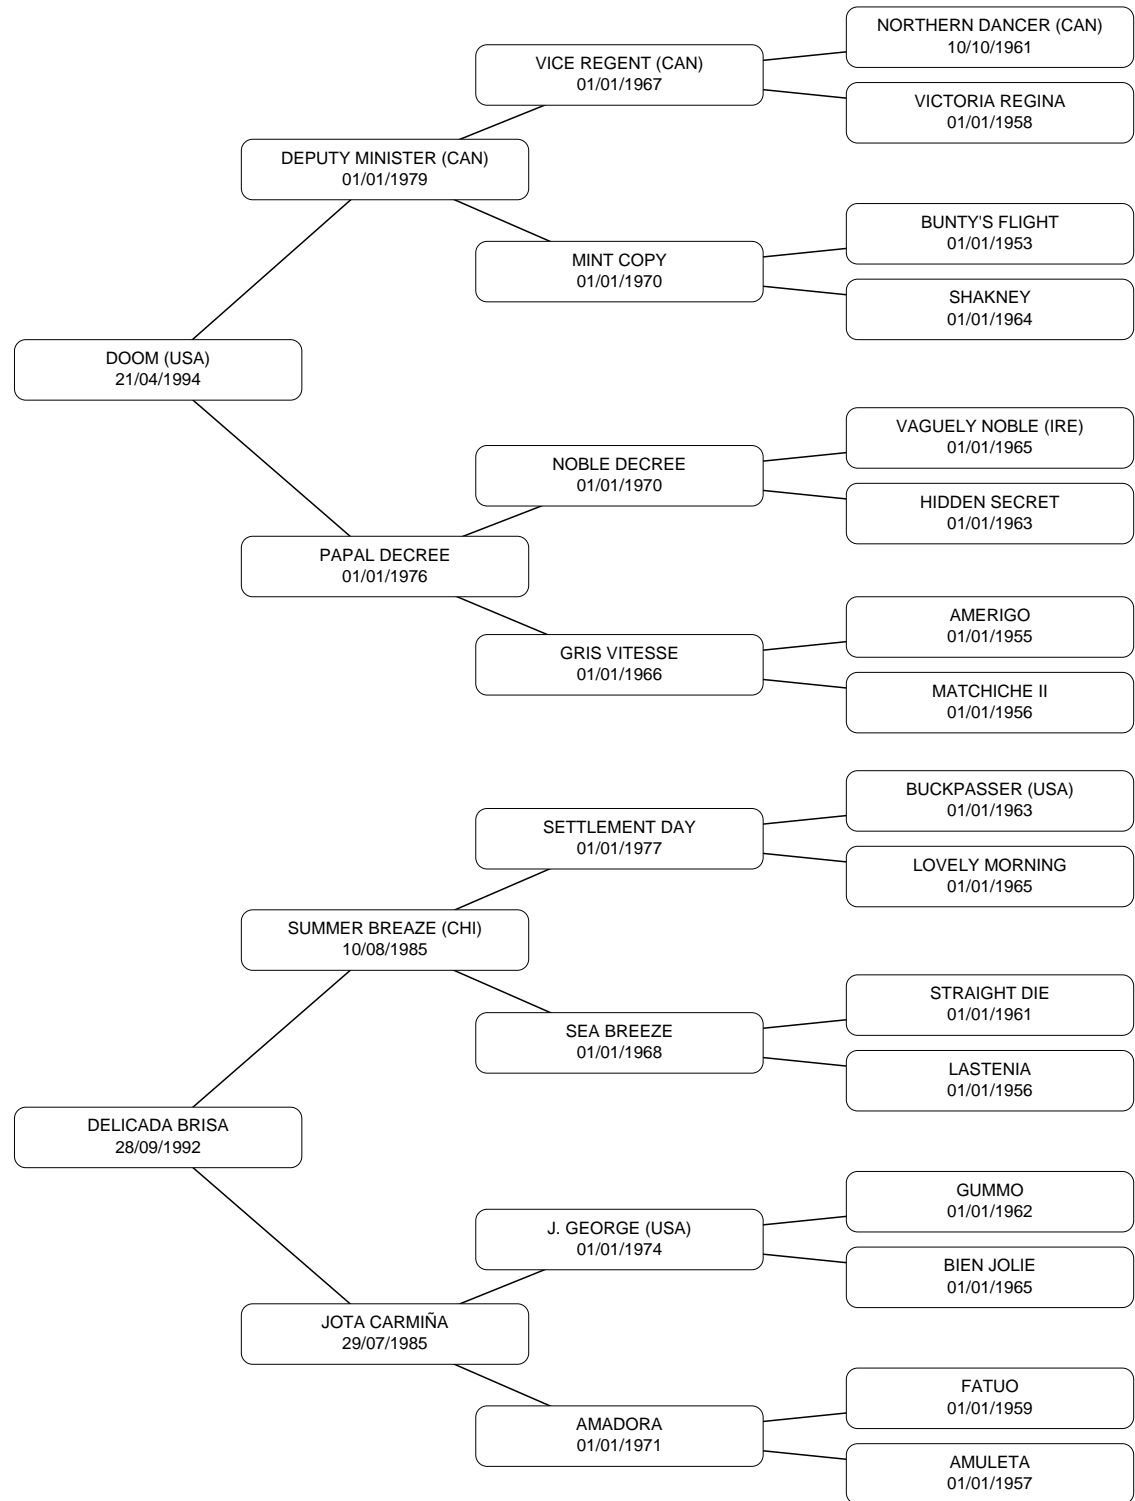 NORTHERN DANCER (CAN)
10/10/1961
VICE REGENT (CAN)
01/01/1967
VICTORIA REGINA
01/01/1958
DEPUTY MINISTER (CAN)
01/01/1979
BUNTY'S FLIGHT
01/01/1953
MINT COPY
01/01/1970
SHAKNEY
01/01/1964
DOOM (USA)
21/04/1994
VAGUELY NOBLE (IRE)
01/01/1965
NOBLE DECREE
01/01/1970
HIDDEN SECRET
01/01/1963
PAPAL DECREE
01/01/1976
AMERIGO
01/01/1955
GRIS VITESSE
01/01/1966
MATCHICHE II
01/01/1956
BUCKPASSER (USA)
01/01/1963
SETTLEMENT DAY
01/01/1977
LOVELY MORNING
01/01/1965
SUMMER BREAZE (CHI)
10/08/1985
STRAIGHT DIE
01/01/1961
SEA BREEZE
01/01/1968
LASTENIA
01/01/1956
DELICADA BRISA
28/09/1992
GUMMO
01/01/1962
J. GEORGE (USA)
01/01/1974
BIEN JOLIE
01/01/1965
JOTA CARMIÑA
29/07/1985
FATUO
01/01/1959
AMADORA
01/01/1971
AMULETA
01/01/1957